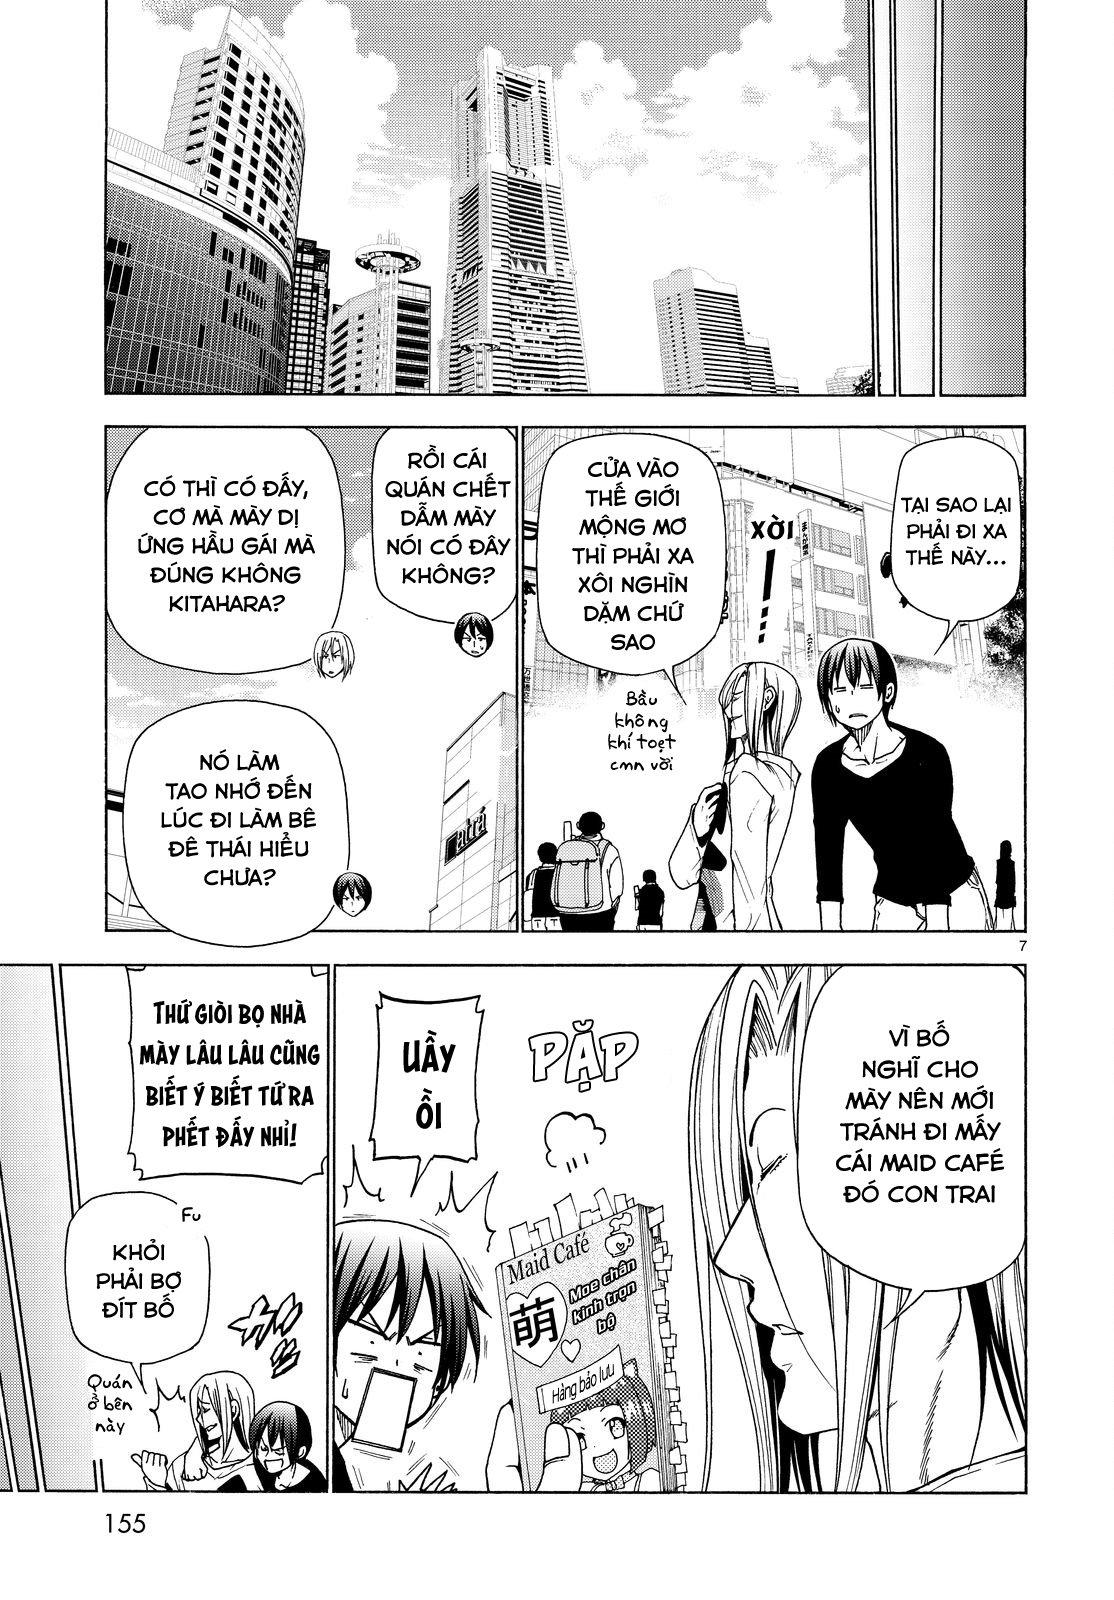 TẠI SAO LẠI
PHẢI ĐI XA
THẾ NÀY...
XỜI
CỬA VÀO
THẾ GIỚI
MỘNG MƠ
THÌ PHẢI XA
XÔI NGHÌN
DẶM CHỨ
SAO
Bầu
không
khí toẹt
cmn vời
RỒI CÁI
QUÁN CHẾT
DẪM MÀY
NÓI CÓ ĐÂY
KHÔNG?
CÓ THÌ CÓ ĐẤY,
CƠ MÀ MÀY DỊ
ỨNG HẦU GÁI MÀ
ĐÚNG KHÔNG
KITAHARA?
NÓ LÀM
TAO NHỚ ĐẾN
LÚC ĐI LÀM BÊ
ĐÊ THÁI HIỂU
CHƯA?
7
VÌ BỐ
NGHĨ CHO
MÀY NÊN MỚI
TRÁNH ĐI MẤY
CÁI MAID CAFÉ
ĐÓ CON TRAI
PẶP
UẦY
ỒI
Maid Café
萌
Moe chân
kinh trọn
bộ
Hàng bảo lưu
THỨ GIÒI BỌ NHÀ
MÀY LÂU LÂU CŨNG
BIẾT Ý BIẾT TỨ RA
PHẾT ĐẤY NHỈ!
Fu
KHỎI
PHẢI BỢ
ĐÍT BỐ
Quán
ở bên
này
155